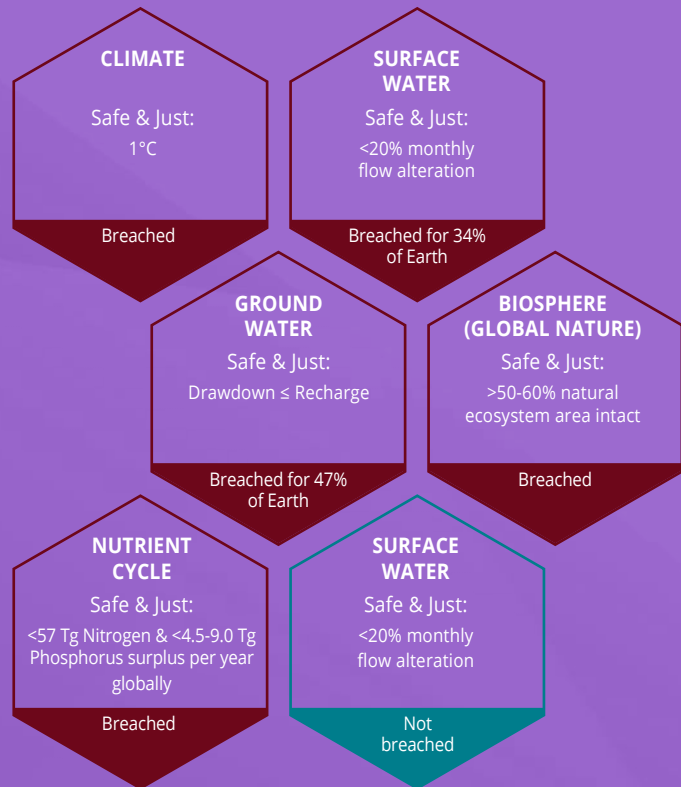 CLIMATE
Safe & Just:
1°C
Breached
SURFACE
WATER
Safe & Just:
<20% monthly
flow alteration
Breached for 34%
of Earth
GROUND
WATER
Safe & Just:
Drawdown ≤ Recharge
Breached for 47%
of Earth
BIOSPHERE
(GLOBAL NATURE)
Safe & Just:
>50-60% natural
ecosystem area intact
Breached
NUTRIENT
CYCLE
Safe & Just:
<57 Tg Nitrogen & <4.5-9.0 Tg
Phosphorus surplus per year
globally
Breached
SURFACE
WATER
Safe & Just:
<20% monthly
flow alteration
Not
breached